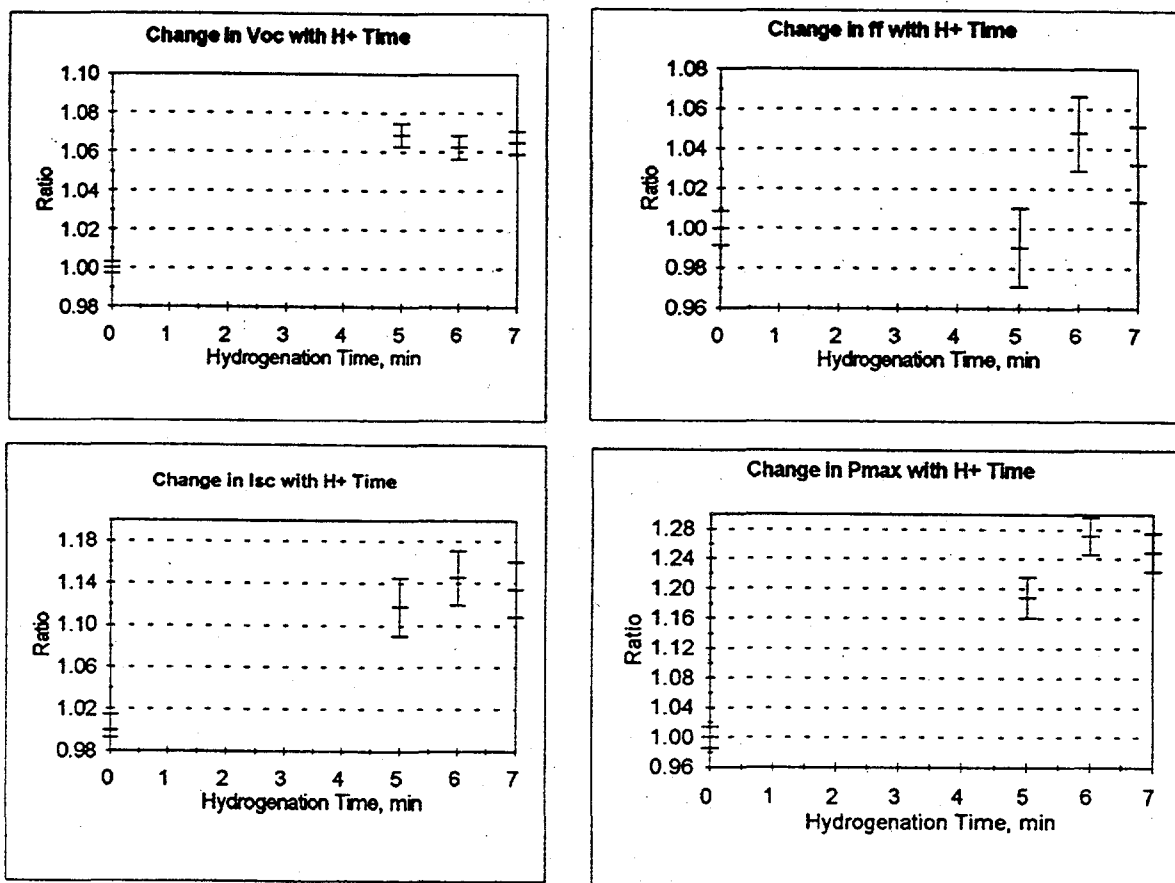 Change in Voc with H+ Time
1.10
1.08
1.06
1.04
1.02
1.00
0.98
Ratio
0 1 2 3 4 5 6 7
Hydrogenation Time, min
Change in ff with H+ Time
1.08
1.06
1.04
1.02
1.00
0.98
0.96
Ratio
0 1 2 3 4 5 6 7
Hydrogenation Time, min
Change in Isc with H+ Time
1.18
1.14
1.10
1.06
1.02
0.98
Ratio
0 1 2 3 4 5 6 7
Hydrogenation Time, min
Change in Pmax with H+ Time
1.28
1.24
1.20
1.16
1.12
1.08
1.04
1.00
0.96
Ratio
0 1 2 3 4 5 6 7
Hydrogenation Time, min